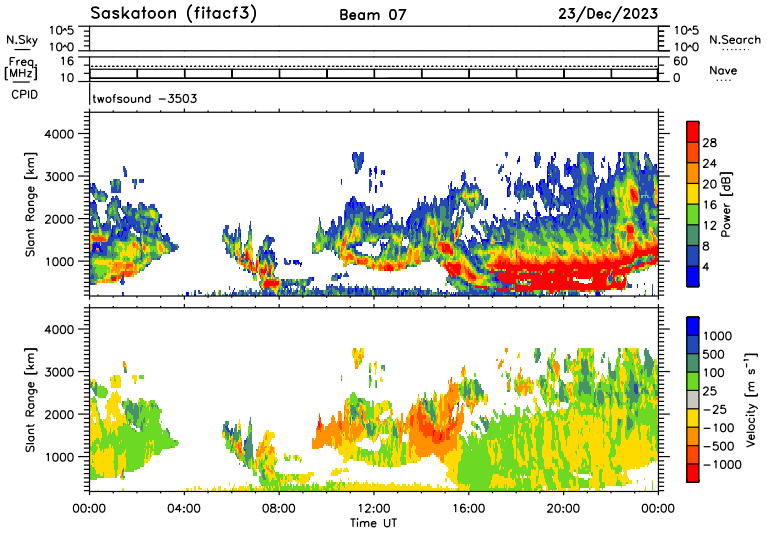 Saskatoon (fitacf3) Beam 07 23/Dec/2023
N.Sky 10^5 10^5 N.Search
10^0 10^0
Freq. [MHz] 16 60 Nave
10 0
CPID twofsound -3503
Slant Range [km]
4000
3000
2000
1000
28
24
20
16
12
8
4
Power [dB]
Slant Range [km]
4000
3000
2000
1000
1000
500
100
25
-25
-100
-500
-1000
Velocity [m s⁻¹]
00:00 04:00 08:00 12:00 16:00 20:00 00:00
Time UT